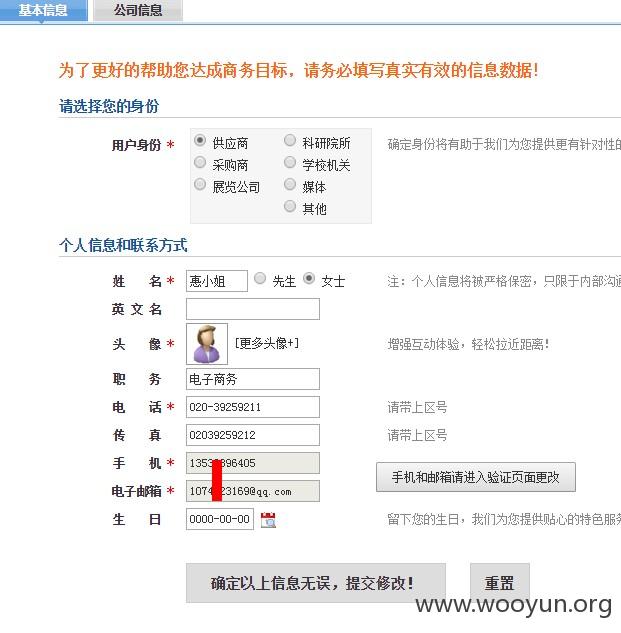 基本信息 公司信息
为了更好的帮助您达成商务目标，请务必填写真实有效的信息数据！
请选择您的身份
用户身份 * 供应商 科研院所 确定身份将有助于我们为您提供更有针对性
采购商 学校机关
展览公司 媒体
其他
个人信息和联系方式
姓 名 * 惠小姐 先生 女士 注：个人信息将被严格保密，只限于内部沟通
英 文 名
头 像 * [更多头像+] 增强互动体验，轻松拉近距离！
职 务 电子商务
电 话 * 020-39259211 请带上区号
传 真 02039259212 请带上区号
手 机 *
手机和邮箱请进入验证页面更改
电子邮箱 *
生 日 0000-00-00 留下您的生日，我们为您提供贴心的特色服务
确定以上信息无误，提交修改！ 重置
www.wooyun.org